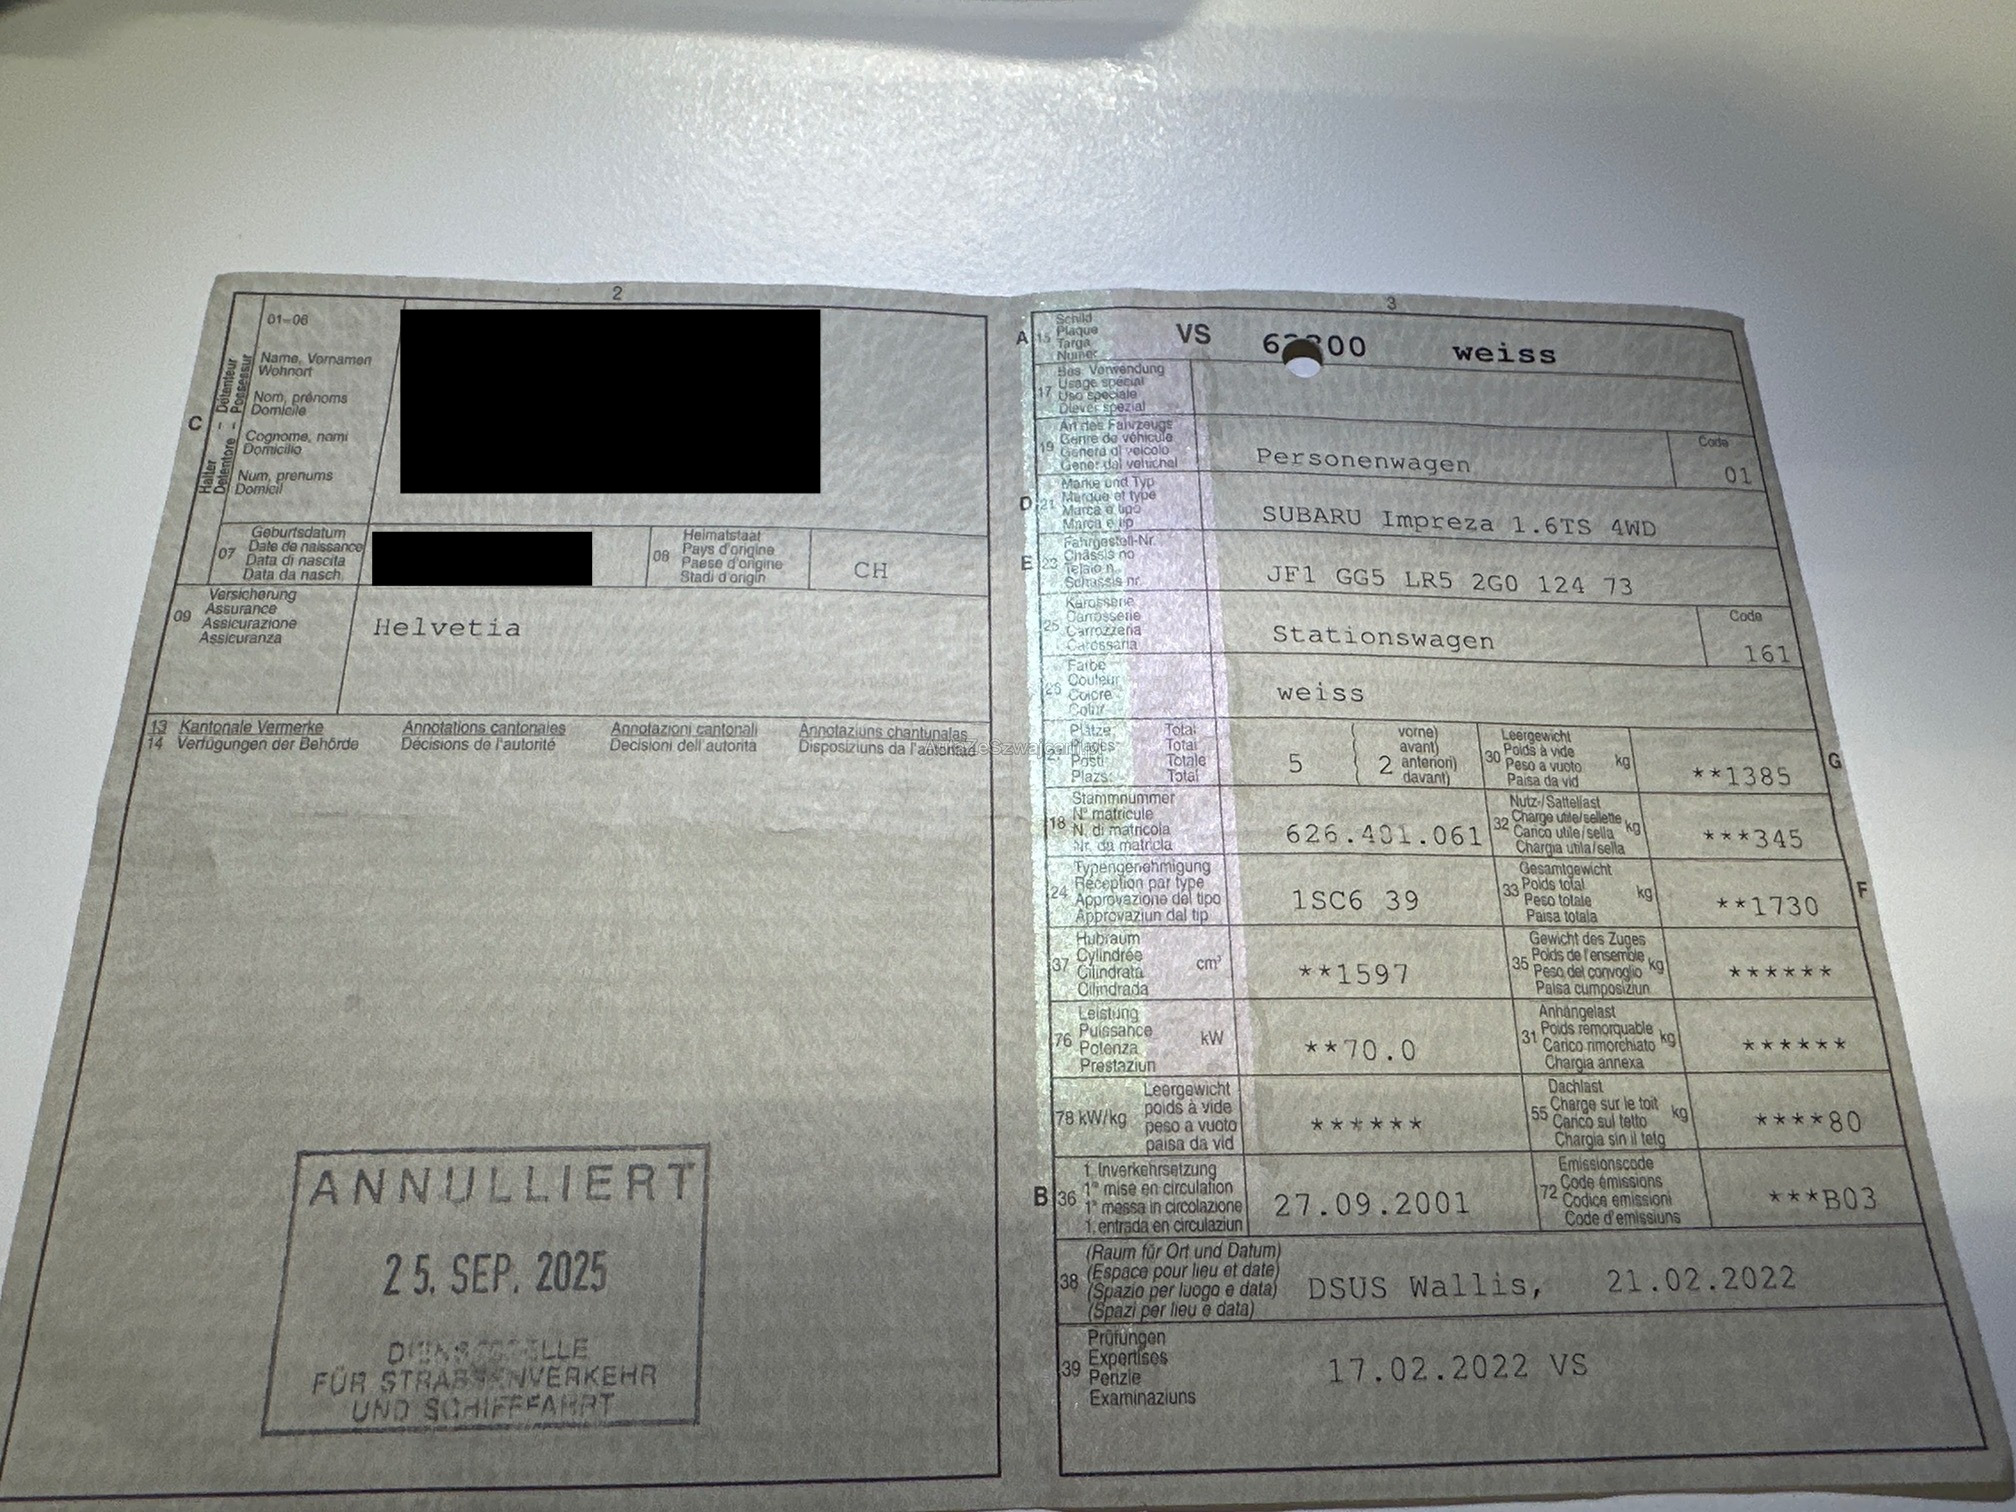 2
01–06
Halter – Détenteur
Detentore – Possessur
C
Name, Vornamen
Wohnort
Nom, prénoms
Domicile
Cognome, nomi
Domicilio
Num, prenums
Domicil
07
Geburtsdatum
Date de naissance
Data di nascita
Data da nasch.
08
Heimatstaat
Pays d'origine
Paese d'origine
Stadi d'origin
CH
09
Versicherung
Assurance
Assicurazione
Assicuranza
Helvetia
13 Kantonale Vermerke Annotations cantonales Annotazioni cantonali Annotaziuns chantunalas
14 Verfügungen der Behörde Décisions de l'autorité Decisioni dell'autorità Disposiziuns da l'autoritad
ANNULLIERT
25. SEP. 2025
FÜR STRASSENVERKEHR
UND SCHIFFFAHRT
3
A 15
Schild
Plaque
Targa
Numer
VS 00 weiss
17
Bes. Verwendung
Usage spécial
Uso speciale
Diever spezial
19
Art des Fahrzeugs
Genre de véhicule
Genere di veicolo
Gener dal vehichel
Personenwagen
Code
01
D 21
Marke und Typ
Marque et type
Marca e tipo
Marca e tip
SUBARU Impreza 1.6TS 4WD
E 23
Fahrgestell-Nr.
Châssis no
Telaio n.
Schassis nr.
JF1 GG5 LR5 2G0 124 73
25
Karosserie
Carrosserie
Carrozzeria
Carossaria
Stationswagen
Code
161
26
Farbe
Couleur
Colore
Colur
weiss
27
Plätze Total
Places Total
Posti Totale
Plazs: Total
5
2
vorne)
avant)
anteriori)
davant)
30
Leergewicht
Poids à vide
Peso a vuoto
Paisa da vid
kg
**1385
G
18
Stammnummer
N° matricule
N. di matricola
Nr. da matricla
626.401.061
32
Nutz-/Sattellast
Charge utile/sellette
Carico utile/sella
Chargia utila/sella
kg
***345
24
Typengenehmigung
Réception par type
Approvazione del tipo
Approvaziun dal tip
1SC6 39
33
Gesamtgewicht
Poids total
Peso totale
Paisa totala
kg
**1730
F
37
Hubraum
Cylindrée
Cilindrata
Cilindrada
cm³
**1597
35
Gewicht des Zuges
Poids de l'ensemble
Peso del convoglio
Paisa cumposiziun
kg
******
76
Leistung
Puissance
Potenza
Prestaziun
kW
**70.0
31
Anhängelast
Poids remorquable
Carico rimorchiato
Chargia annexa
kg
******
78 kW/kg
Leergewicht
poids à vide
peso a vuoto
paisa da vid
******
55
Dachlast
Charge sur le toit
Carico sul tetto
Chargia sin il tetg
kg
****80
B 36
1. Inverkehrsetzung
1re mise en circulation
1a messa in circolazione
1. entrada en circulaziun
27.09.2001
72
Emissionscode
Code émissions
Codice emissioni
Code d'emissiuns
***B03
38
(Raum für Ort und Datum)
(Espace pour lieu et date)
(Spazio per luogo e data)
(Spazi per lieu e data)
DSUS Wallis, 21.02.2022
39
Prüfungen
Expertises
Perizie
Examinaziuns
17.02.2022 VS